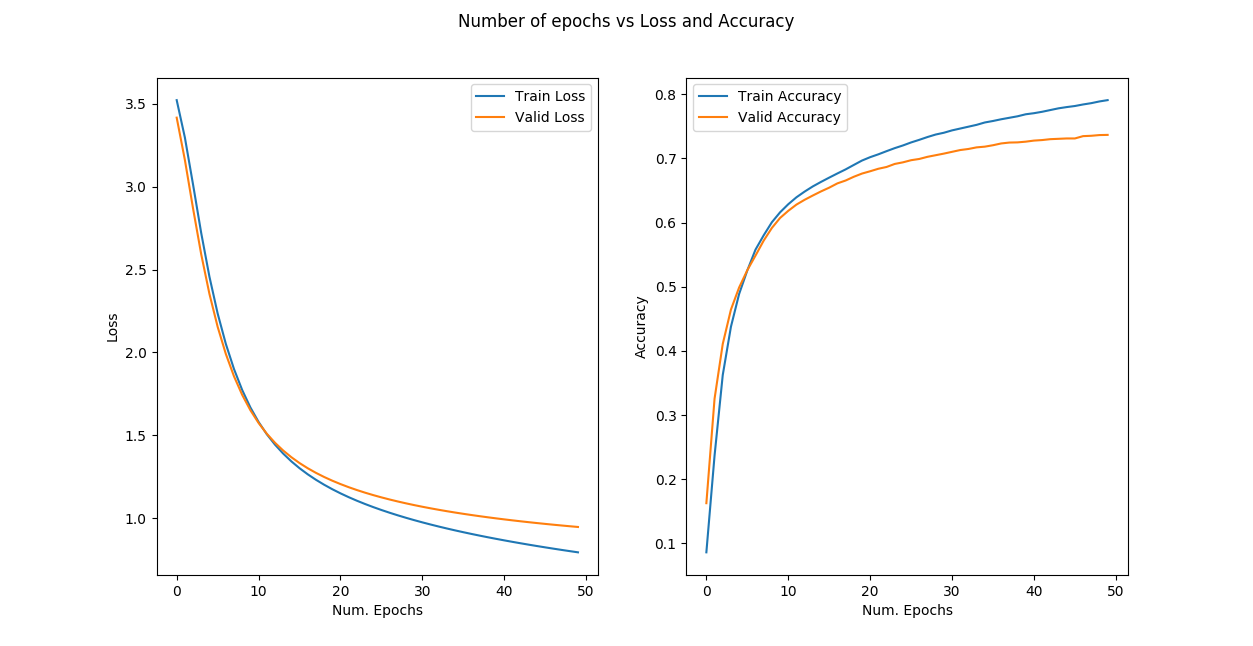 Number of epochs vs Loss and Accuracy
Train Loss
Valid Loss
3.5
3.0
2.5
2.0
1.5
1.0
Loss
0 10 20 30 40 50
Num. Epochs
Train Accuracy
Valid Accuracy
0.8
0.7
0.6
0.5
0.4
0.3
0.2
0.1
Accuracy
0 10 20 30 40 50
Num. Epochs